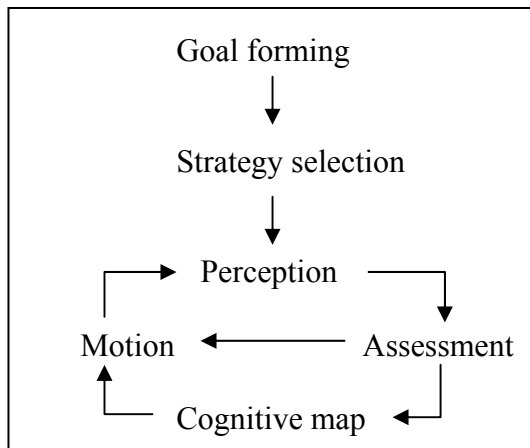 Goal forming
Strategy selection
Perception
Motion
Assessment
Cognitive map